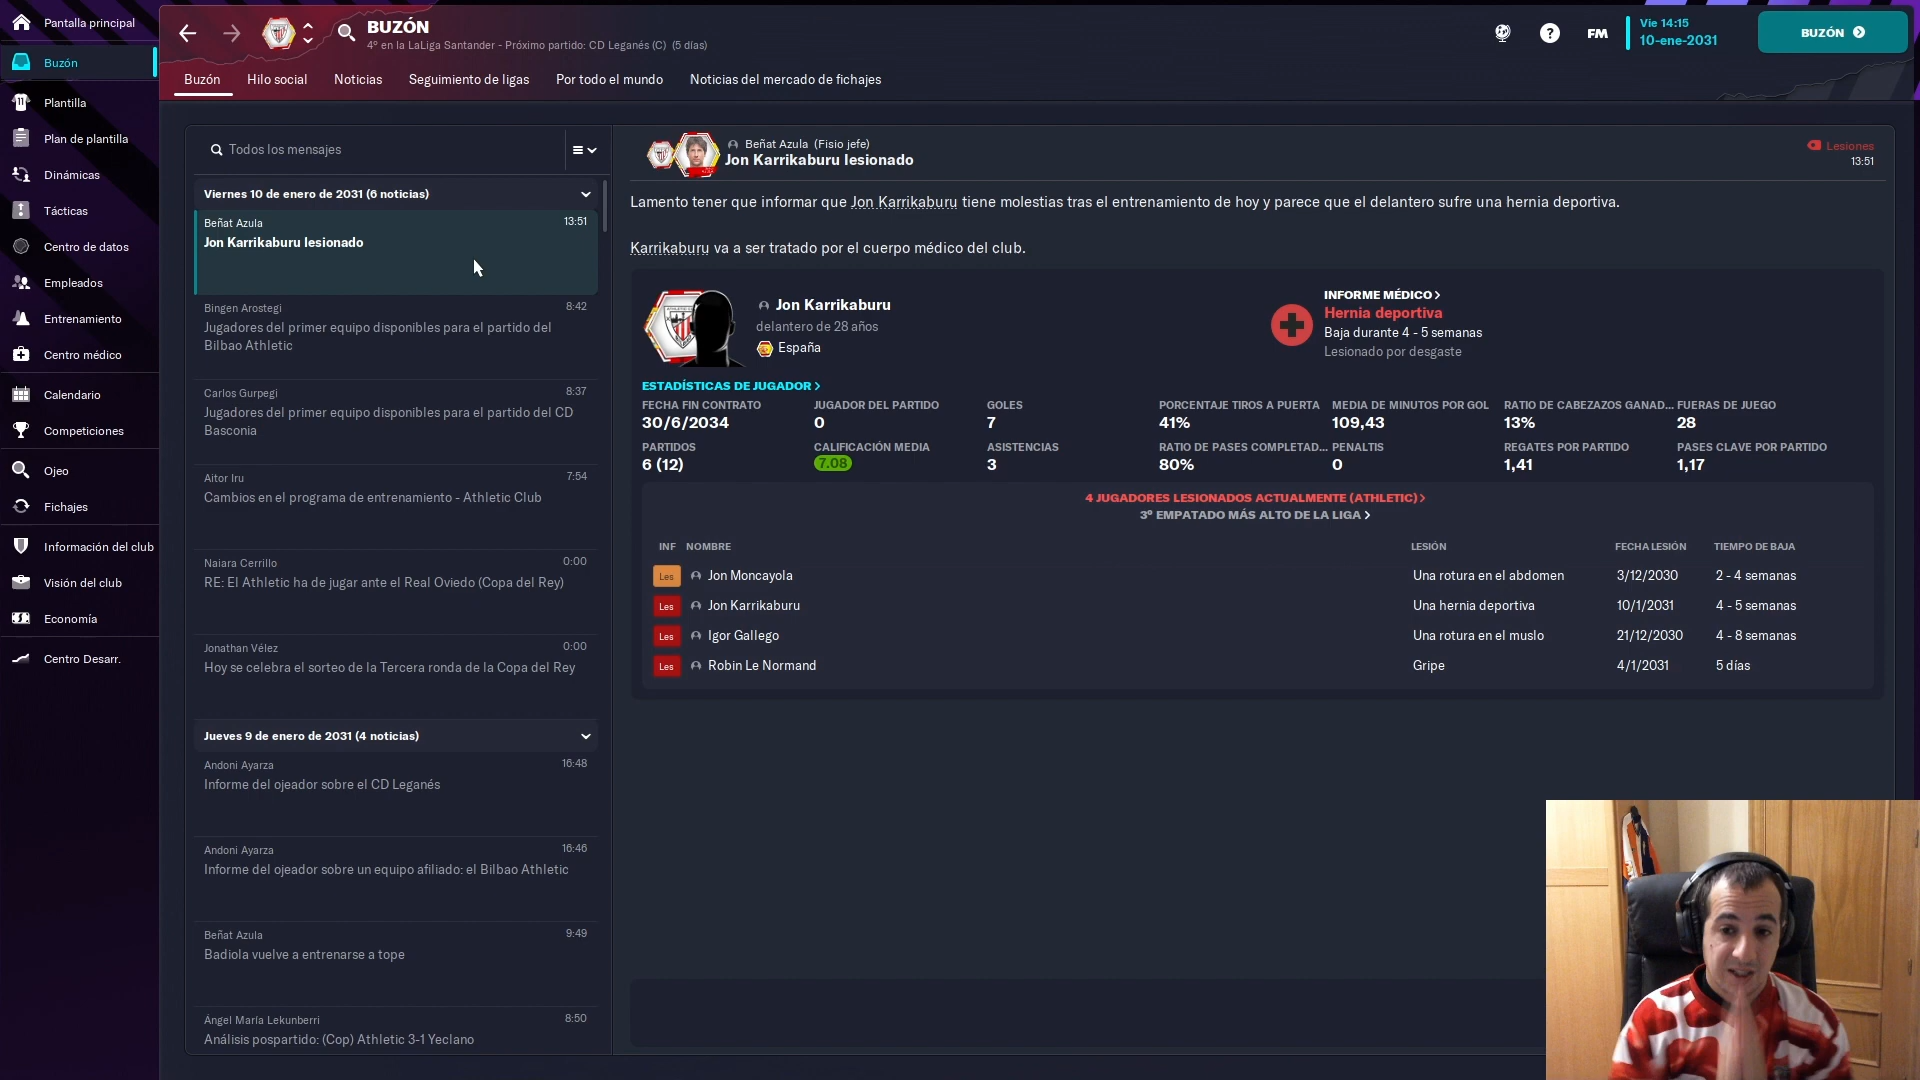 Pantalla principal
Buzón
Plantilla
Plan de plantilla
Dinámicas
Tácticas
Centro de datos
Empleados
Entrenamiento
Centro médico
Calendario
Competiciones
Ojeo
Fichajes
Información del club
Visión del club
Economía
Centro Desarr.
BUZÓN
4º en la LaLiga Santander - Próximo partido: CD Leganés (C) (5 días)
FM
Vie 14:15
10-ene-2031
BUZÓN
Buzón
Hilo social
Noticias
Seguimiento de ligas
Por todo el mundo
Noticias del mercado de fichajes
Todos los mensajes
Viernes 10 de enero de 2031 (6 noticias)
Beñat Azula 13:51
Jon Karrikaburu lesionado
Bingen Arostegi 8:42
Jugadores del primer equipo disponibles para el partido del
Bilbao Athletic
Carlos Gurpegi 8:37
Jugadores del primer equipo disponibles para el partido del CD
Basconia
Aitor Iru 7:54
Cambios en el programa de entrenamiento - Athletic Club
Naiara Cerrillo 0:00
RE: El Athletic ha de jugar ante el Real Oviedo (Copa del Rey)
Jonathan Vélez 0:00
Hoy se celebra el sorteo de la Tercera ronda de la Copa del Rey
Jueves 9 de enero de 2031 (4 noticias)
Andoni Ayarza 16:48
Informe del ojeador sobre el CD Leganés
Andoni Ayarza 16:46
Informe del ojeador sobre un equipo afiliado: el Bilbao Athletic
Beñat Azula 9:49
Badiola vuelve a entrenarse a tope
Ángel María Lekunberri 8:50
Análisis pospartido: (Cop) Athletic 3-1 Yeclano
Beñat Azula (Fisio jefe)
Jon Karrikaburu lesionado
Lesiones
13:51
Lamento tener que informar que Jon Karrikaburu tiene molestias tras el entrenamiento de hoy y parece que el delantero sufre una hernia deportiva.
Karrikaburu va a ser tratado por el cuerpo médico del club.
Jon Karrikaburu
delantero de 28 años
España
INFORME MÉDICO
Hernia deportiva
Baja durante 4 - 5 semanas
Lesionado por desgaste
ESTADÍSTICAS DE JUGADOR
FECHA FIN CONTRATO JUGADOR DEL PARTIDO GOLES PORCENTAJE TIROS A PUERTA MEDIA DE MINUTOS POR GOL RATIO DE CABEZAZOS GANAD... FUERAS DE JUEGO
30/6/2034 0 7 41% 109,43 13% 28
PARTIDOS CALIFICACIÓN MEDIA ASISTENCIAS RATIO DE PASES COMPLETAD... PENALTIS REGATES POR PARTIDO PASES CLAVE POR PARTIDO
6 (12) 7.08 3 80% 0 1,41 1,17
4 JUGADORES LESIONADOS ACTUALMENTE (ATHLETIC)
3º EMPATADO MÁS ALTO DE LA LIGA
INF NOMBRE LESIÓN FECHA LESIÓN TIEMPO DE BAJA
Les Jon Moncayola Una rotura en el abdomen 3/12/2030 2 - 4 semanas
Les Jon Karrikaburu Una hernia deportiva 10/1/2031 4 - 5 semanas
Les Igor Gallego Una rotura en el muslo 21/12/2030 4 - 8 semanas
Les Robin Le Normand Gripe 4/1/2031 5 días